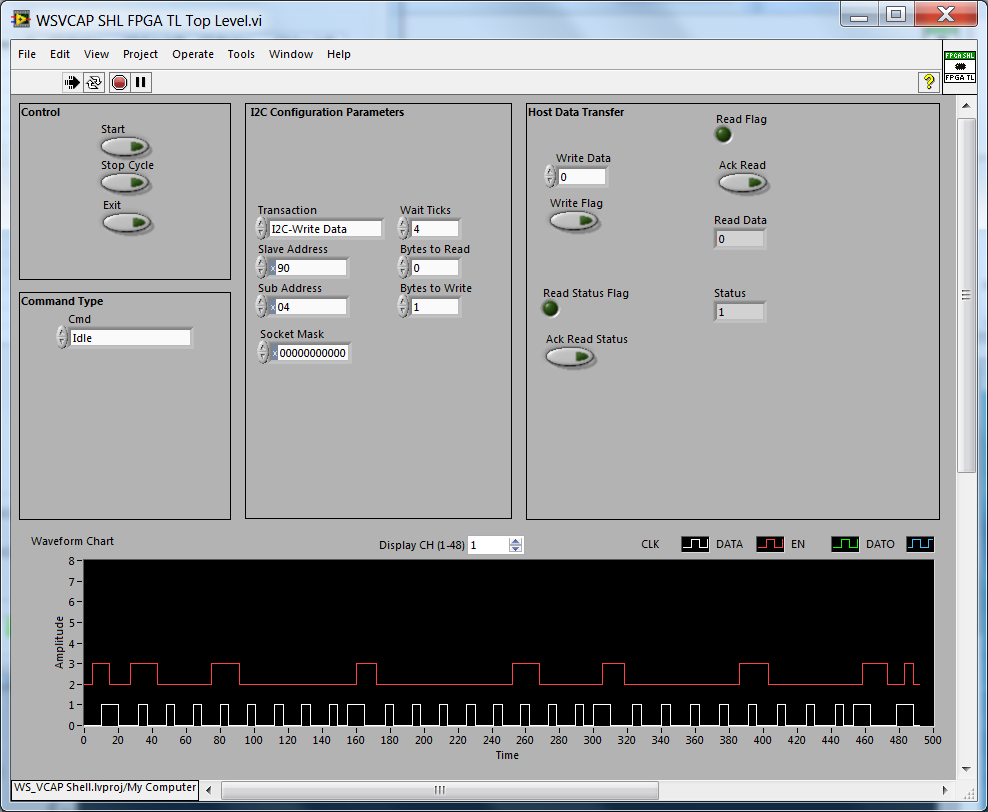 WSVCAP SHL FPGA TL Top Level.vi
File Edit View Project Operate Tools Window Help
FPGA SHL
FPGA TL
?
Control
Start
Stop Cycle
Exit
Command Type
Cmd
Idle
I2C Configuration Parameters
Transaction Wait Ticks
I2C-Write Data 4
Slave Address Bytes to Read
x 90 0
Sub Address Bytes to Write
x 04 1
Socket Mask
x 00000000000
Host Data Transfer
Read Flag
Write Data Ack Read
0
Write Flag
Read Data
0
Read Status Flag Status
1
Ack Read Status
Waveform Chart Display CH (1-48) 1 CLK DATA EN DATO
8
7
6
5
4
3
2
1
0
Amplitude
0 20 40 60 80 100 120 140 160 180 200 220 240 260 280 300 320 340 360 380 400 420 440 460 480 500
Time
WS_VCAP Shell.lvproj/My Computer